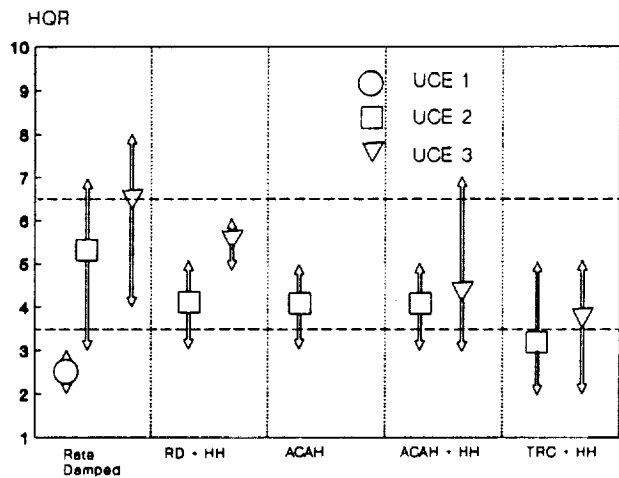 HQR
10
9
8
7
6
5
4
3
2
1
UCE 1
UCE 2
UCE 3
Rate
Damped
RD + HH
ACAH
ACAH + HH
TRC + HH